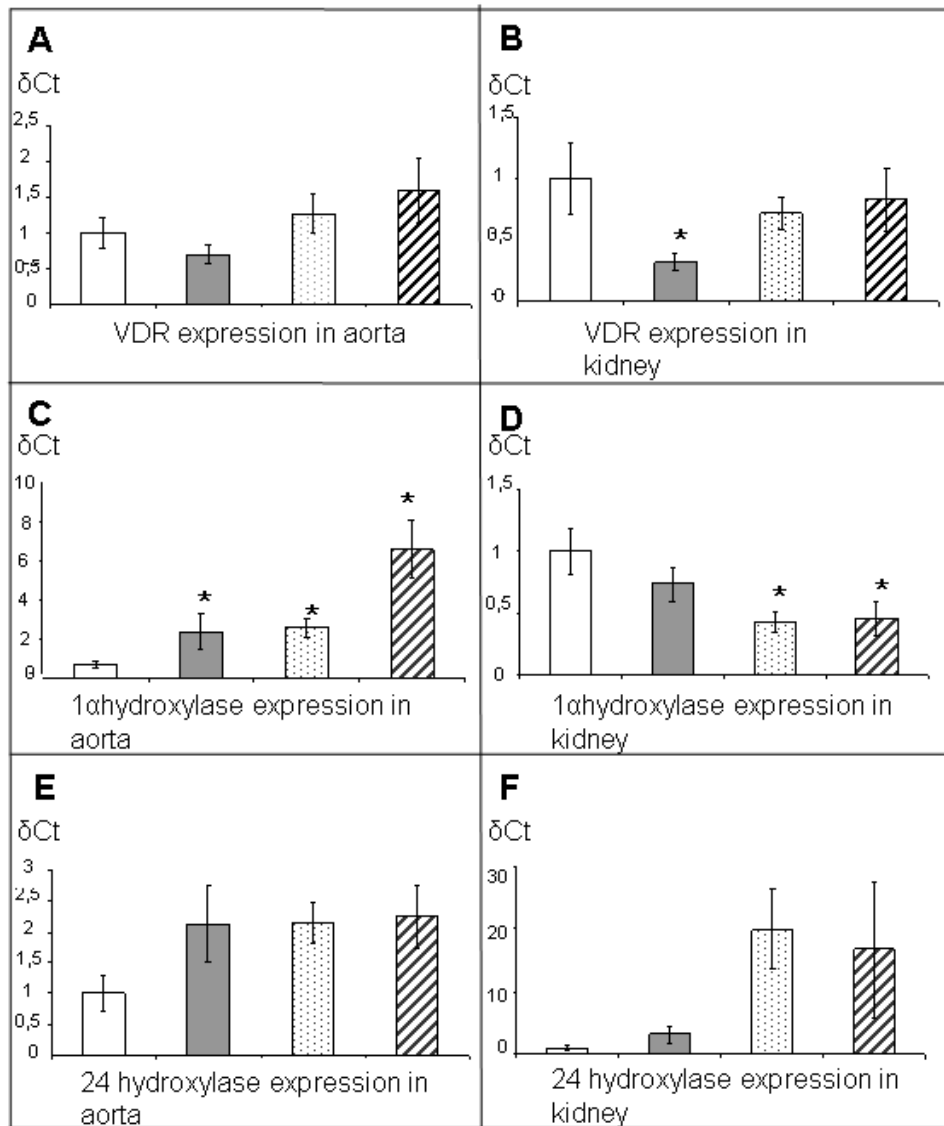 A
δCt
2,5
2
1,5
1
0,5
0
VDR expression in aorta
B
δCt
1,5
1
0,5
0
*
VDR expression in
kidney
C
δCt
10
8
6
4
2
0
*
*
*
1αhydroxylase expression in
aorta
D
δCt
1,5
1
0,5
0
*
*
1αhydroxylase expression in
kidney
E
δCt
3
2,5
2
1,5
1
0,5
0
24 hydroxylase expression in
aorta
F
δCt
30
20
10
0
24 hydroxylase expression in
kidney